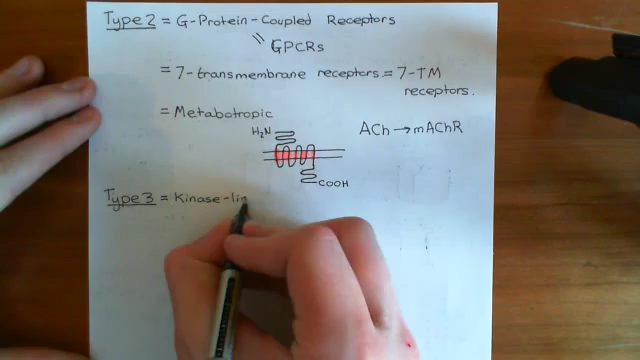 Type 2 = G-Protein-Coupled Receptors
= GPCRs
= 7-transmembrane receptors. = 7-TM receptors.
= Metabotropic
H₂N
ACh → mAChR
COOH
Type 3 = Kinase-lin